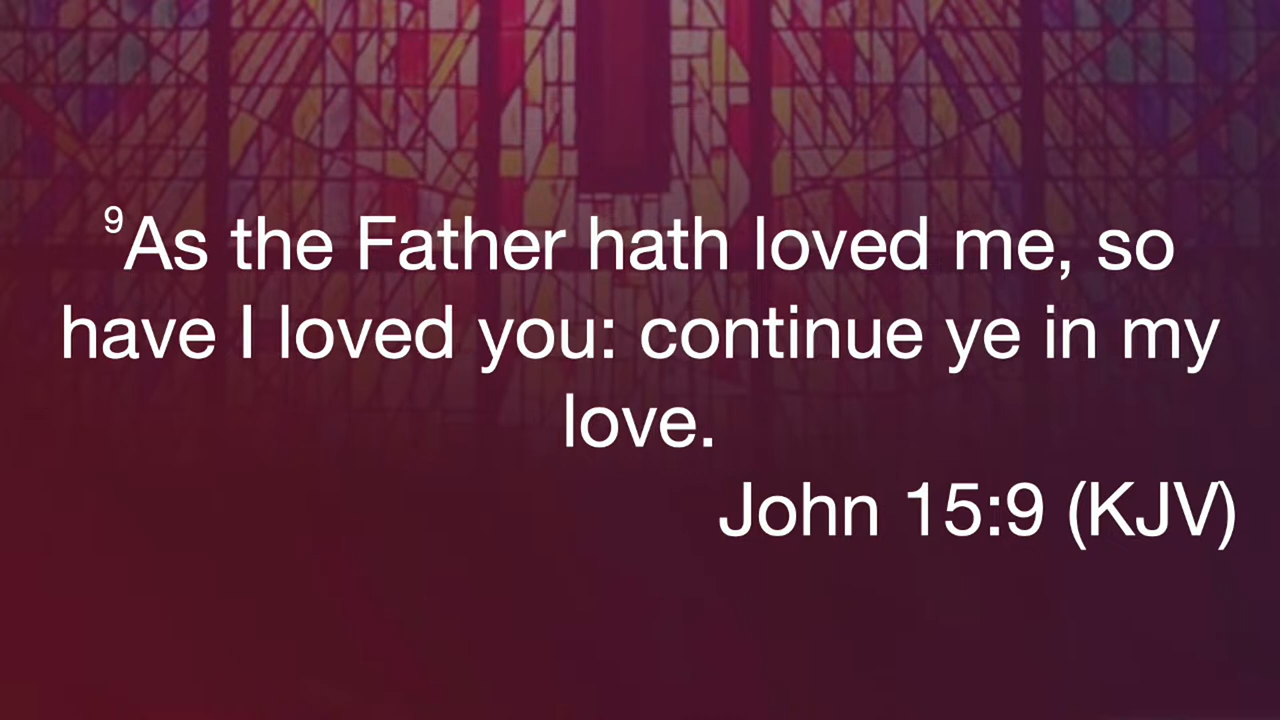 ⁹As the Father hath loved me, so
have I loved you: continue ye in my
love.
John 15:9 (KJV)